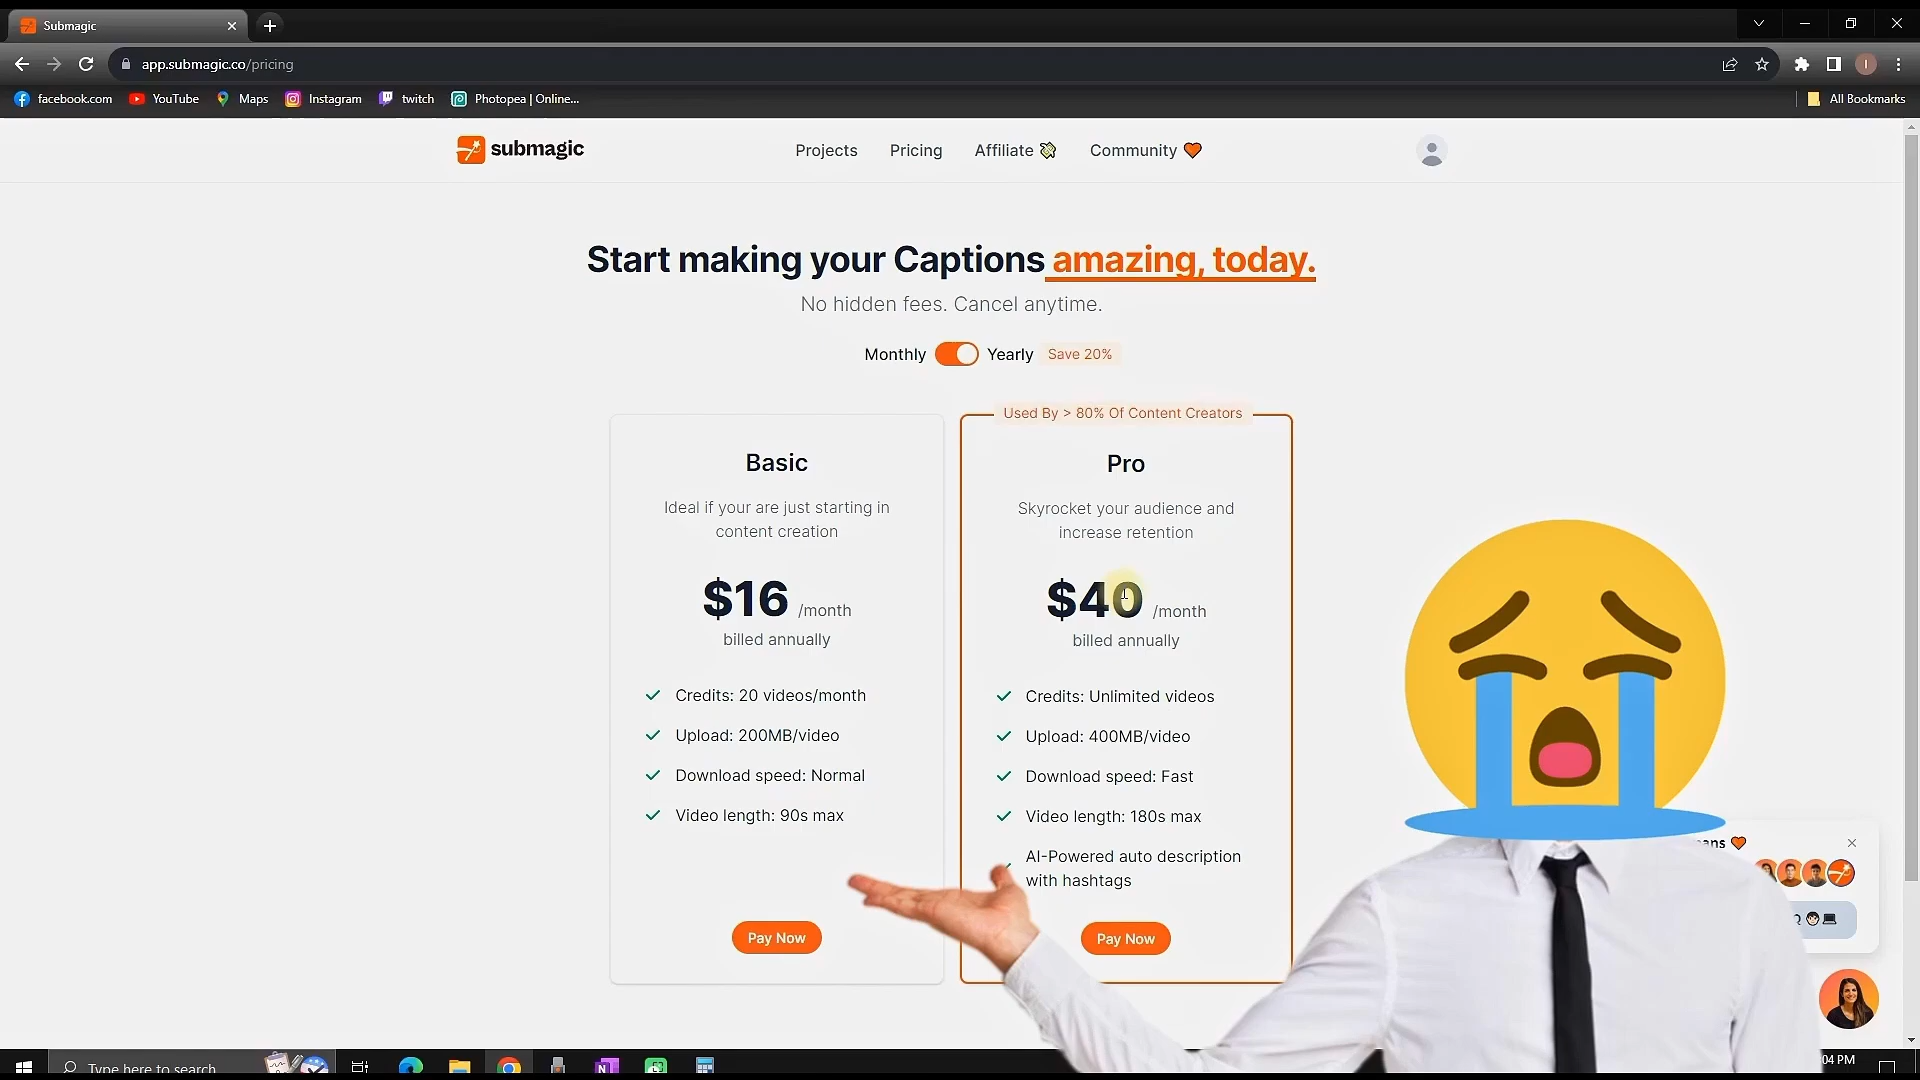 Submagic
app.submagic.co/pricing
facebook.com
YouTube
Maps
Instagram
twitch
Photopea | Online...
All Bookmarks
submagic
Projects
Pricing
Affiliate
Community
Start making your Captions amazing, today.
No hidden fees. Cancel anytime.
Monthly
Yearly
Save 20%
Basic
Ideal if your are just starting in
content creation
$16 /month
billed annually
Credits: 20 videos/month
Upload: 200MB/video
Download speed: Normal
Video length: 90s max
Pay Now
Used By > 80% Of Content Creators
Pro
Skyrocket your audience and
increase retention
$40 /month
billed annually
Credits: Unlimited videos
Upload: 400MB/video
Download speed: Fast
Video length: 180s max
AI-Powered auto description
with hashtags
Pay Now
Type here to search
04 PM